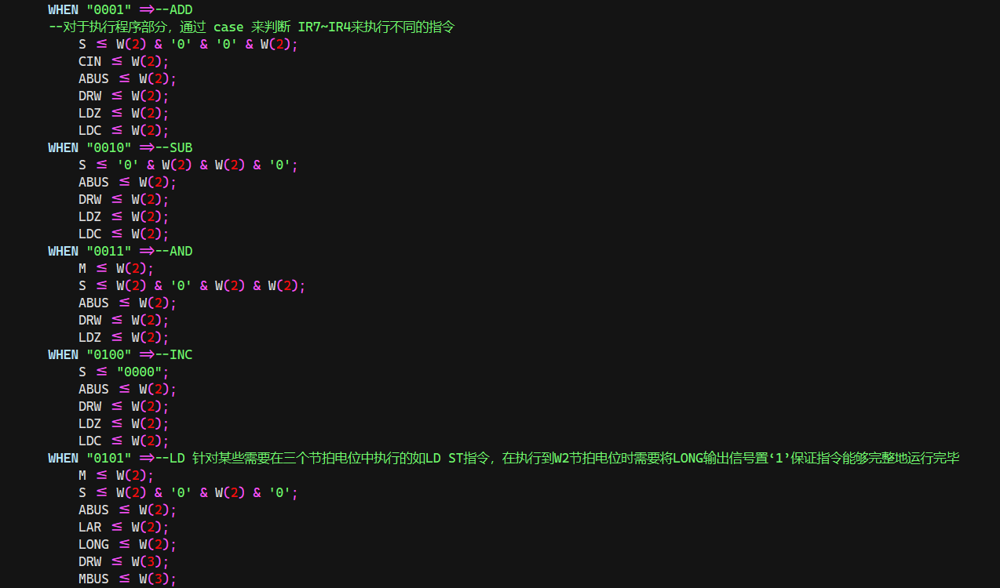 WHEN "0001" =>--ADD
--对于执行程序部分，通过 case 来判断 IR7~IR4来执行不同的指令
S <= W(2) & '0' & '0' & W(2);
CIN <= W(2);
ABUS <= W(2);
DRW <= W(2);
LDZ <= W(2);
LDC <= W(2);
WHEN "0010" =>--SUB
S <= '0' & W(2) & W(2) & '0';
ABUS <= W(2);
DRW <= W(2);
LDZ <= W(2);
LDC <= W(2);
WHEN "0011" =>--AND
M <= W(2);
S <= W(2) & '0' & W(2) & W(2);
ABUS <= W(2);
DRW <= W(2);
LDZ <= W(2);
WHEN "0100" =>--INC
S <= "0000";
ABUS <= W(2);
DRW <= W(2);
LDZ <= W(2);
LDC <= W(2);
WHEN "0101" =>--LD 针对某些需要在三个节拍电位中执行的如LD ST指令，在执行到W2节拍电位时需要将LONG输出信号置‘1’保证指令能够完整地运行完毕
M <= W(2);
S <= W(2) & '0' & W(2) & '0';
ABUS <= W(2);
LAR <= W(2);
LONG <= W(2);
DRW <= W(3);
MBUS <= W(3);